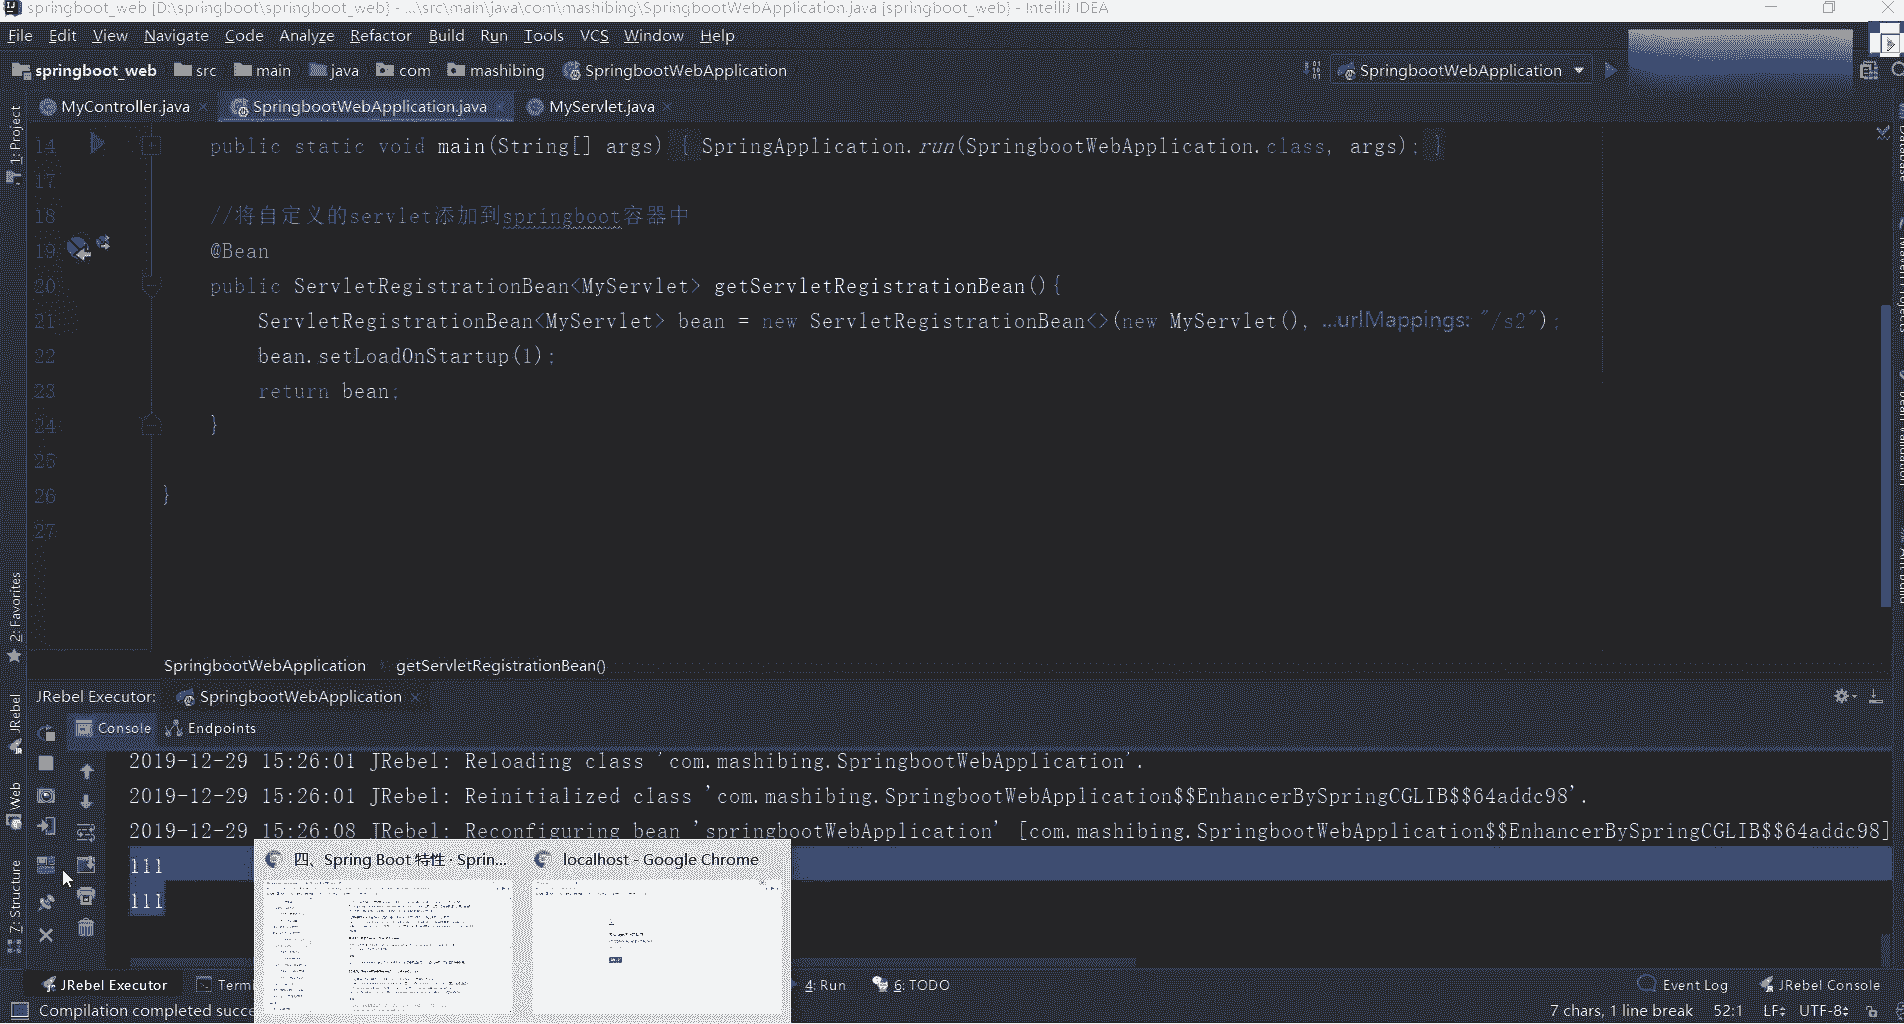 springboot_web [D:\springboot\springboot_web] - ...\src\main\java\com\mashibing\SpringbootWebApplication.java [springboot_web] - IntelliJ IDEA
File Edit View Navigate Code Analyze Refactor Build Run Tools VCS Window Help
springboot_web src main java com mashibing SpringbootWebApplication SpringbootWebApplication
MyController.java SpringbootWebApplication.java MyServlet.java
1: Project
14 public static void main(String[] args) { SpringApplication.run(SpringbootWebApplication.class, args); }
17
18 //将自定义的servlet添加到springboot容器中
19 @Bean
20 public ServletRegistrationBean<MyServlet> getServletRegistrationBean(){
21 ServletRegistrationBean<MyServlet> bean = new ServletRegistrationBean<>(new MyServlet(), ...urlMappings: "/s2");
22 bean.setLoadOnStartup(1);
23 return bean;
24 }
25
26 }
27
2: Favorites
JRebel
Web
7: Structure
SpringbootWebApplication getServletRegistrationBean()
JRebel Executor: SpringbootWebApplication
Console Endpoints
2019-12-29 15:26:01 JRebel: Reloading class 'com.mashibing.SpringbootWebApplication'.
2019-12-29 15:26:01 JRebel: Reinitialized class 'com.mashibing.SpringbootWebApplication$$EnhancerBySpringCGLIB$$64addc98'.
2019-12-29 15:26:08 JRebel: Reconfiguring bean 'springbootWebApplication' [com.mashibing.SpringbootWebApplication$$EnhancerBySpringCGLIB$$64addc98]
111
111
四、Spring Boot 特性 · Sprin... localhost - Google Chrome
JRebel Executor Termi 4: Run 6: TODO Event Log JRebel Console
Compilation completed succe 7 chars, 1 line break 52:1 LF UTF-8